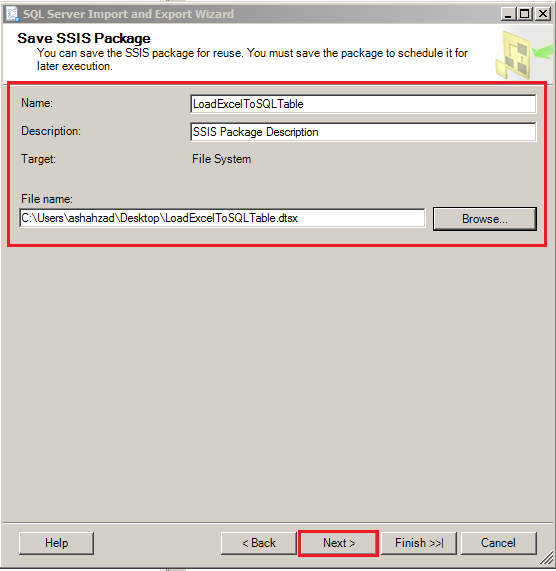 SQL Server Import and Export Wizard
Save SSIS Package
You can save the SSIS package for reuse. You must save the package to schedule it for
later execution.
Name: LoadExcelToSQLTable
Description: SSIS Package Description
Target: File System
File name:
C:\Users\ashahzad\Desktop\LoadExcelToSQLTable.dtsx Browse...
Help < Back Next > Finish >>| Cancel